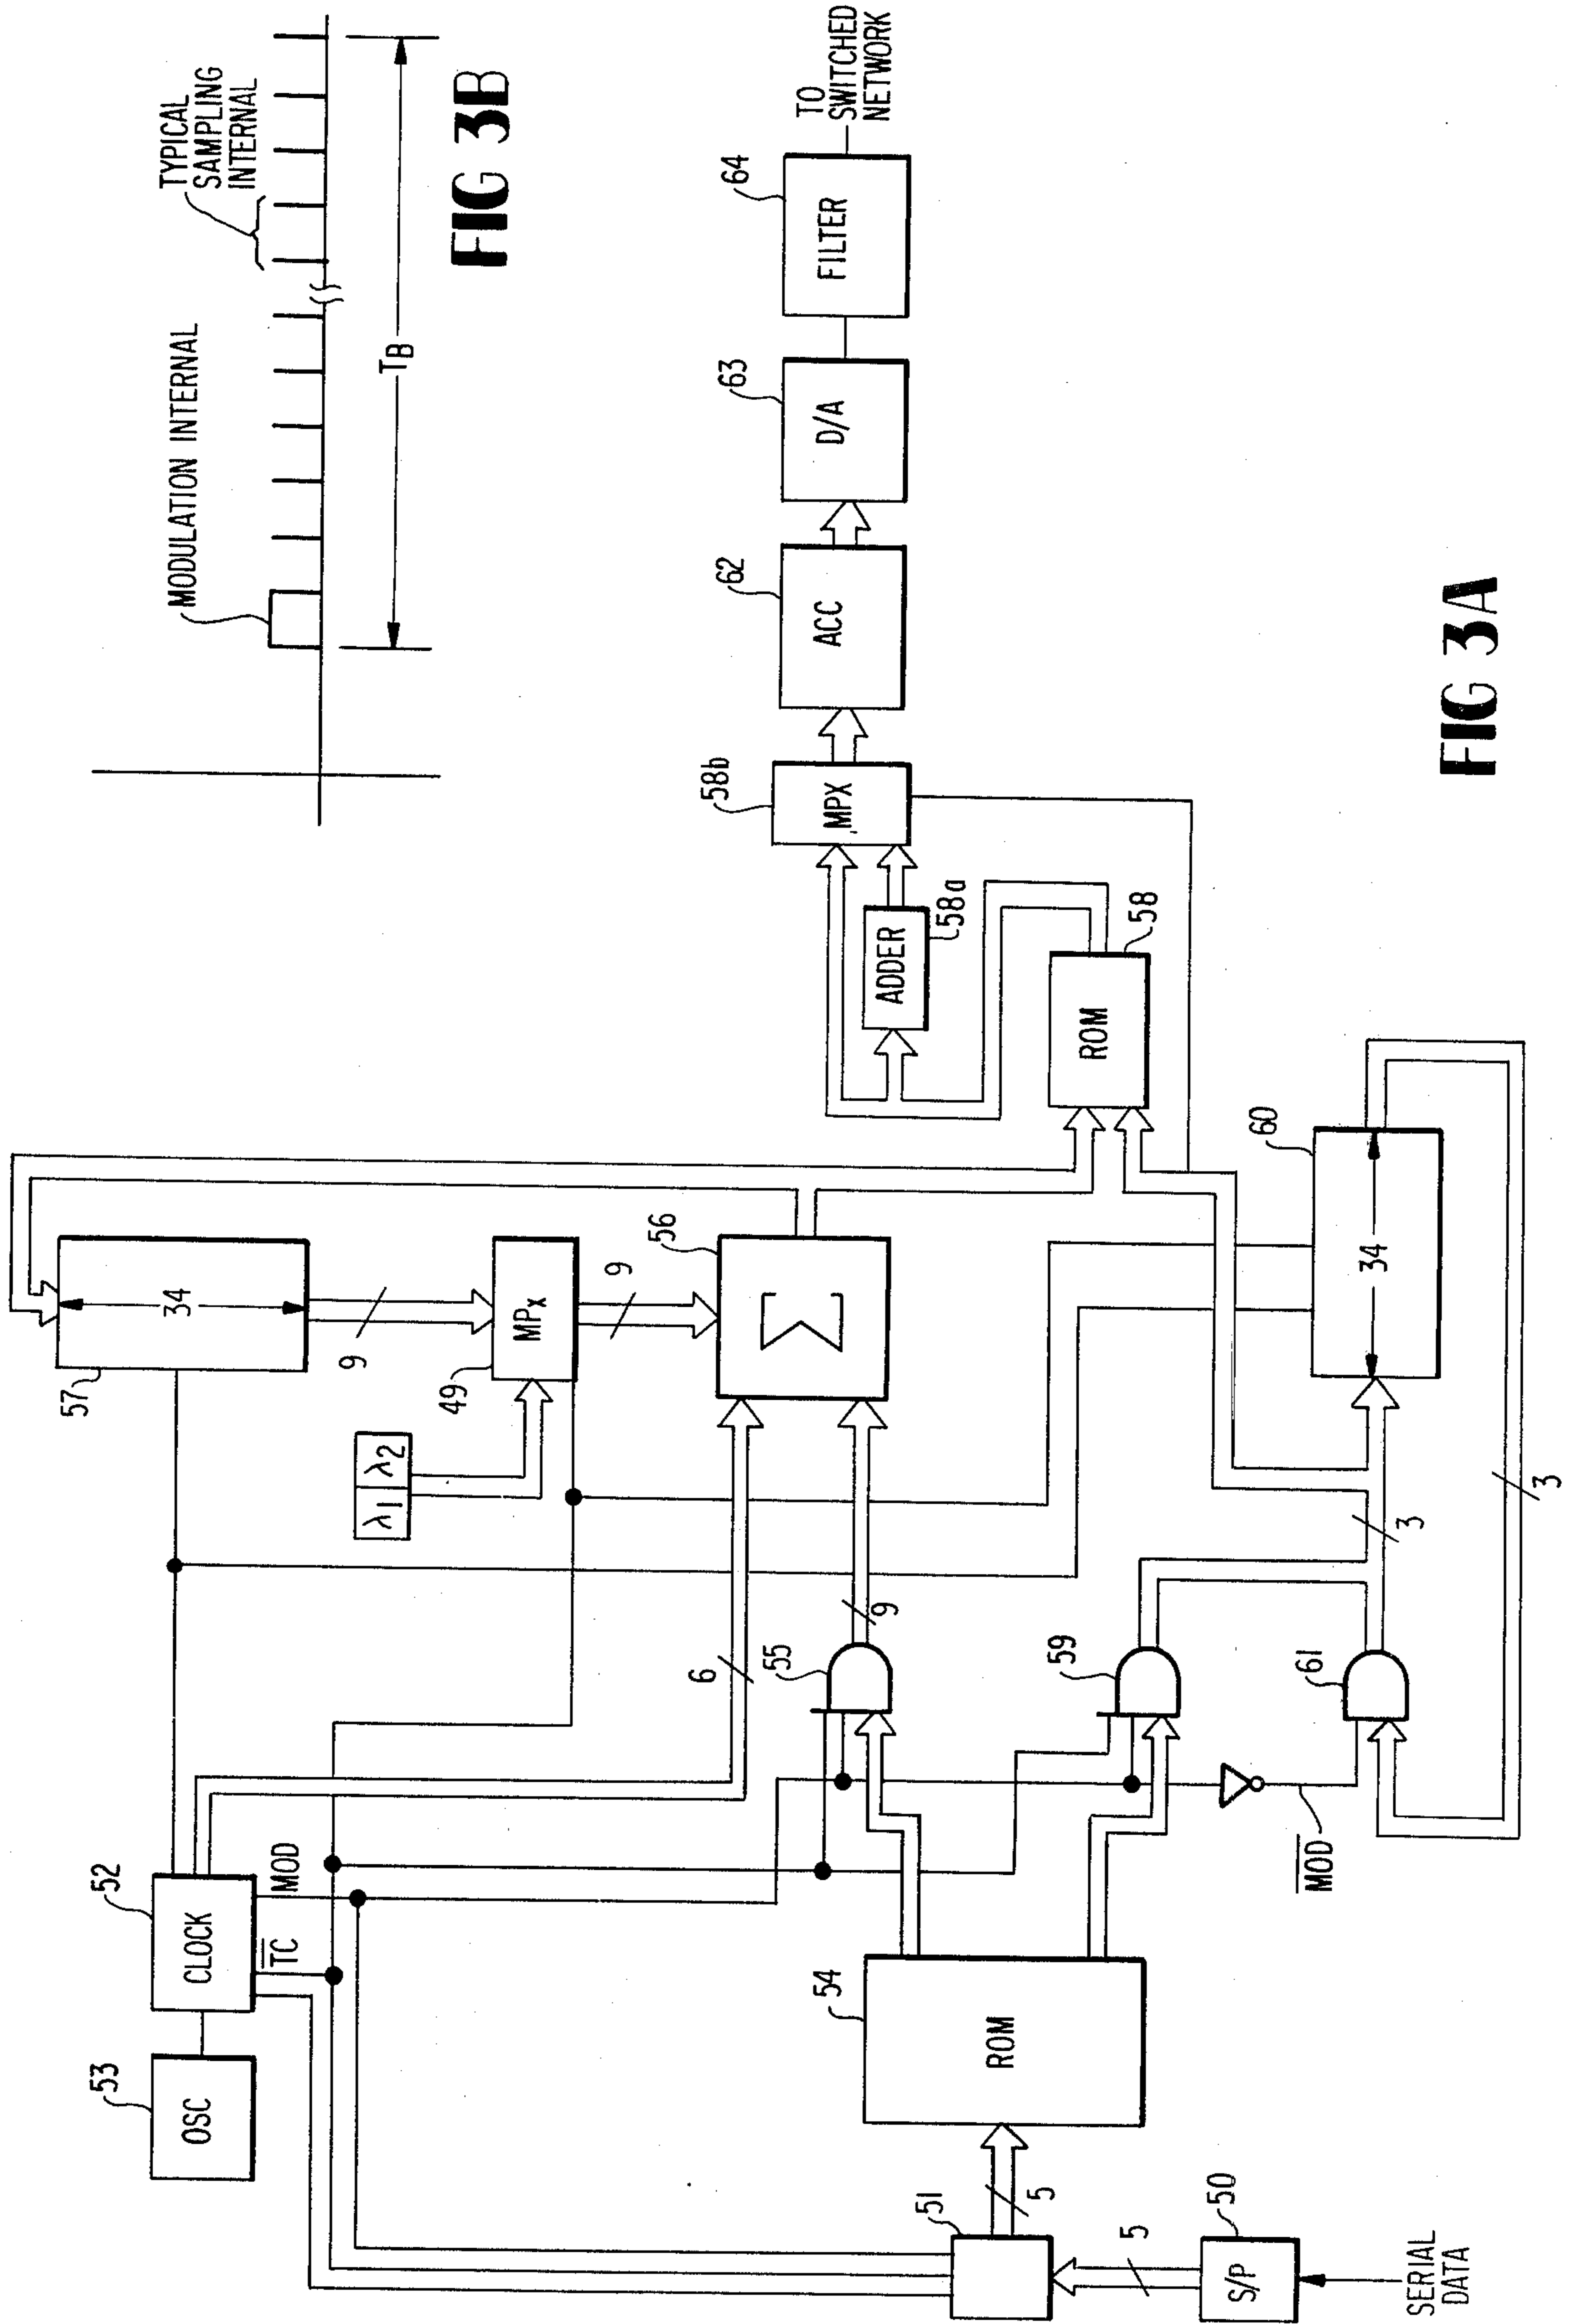 TYPICAL
SAMPLING
INTERNAL
MODULATION INTERNAL
TB
FIG 3B
53
OSC
52
CLOCK
TC
MOD
57
34
9
λ1 λ2
49
MPx
9
56
Σ
6
55
9
58b
MPX
58a
ADDER
62
ACC
63
D/A
64
FILTER
TO
SWITCHED
NETWORK
58
ROM
54
ROM
59
51
5
5
50
S/P
SERIAL
DATA
MOD
61
3
60
34
3
FIG 3A